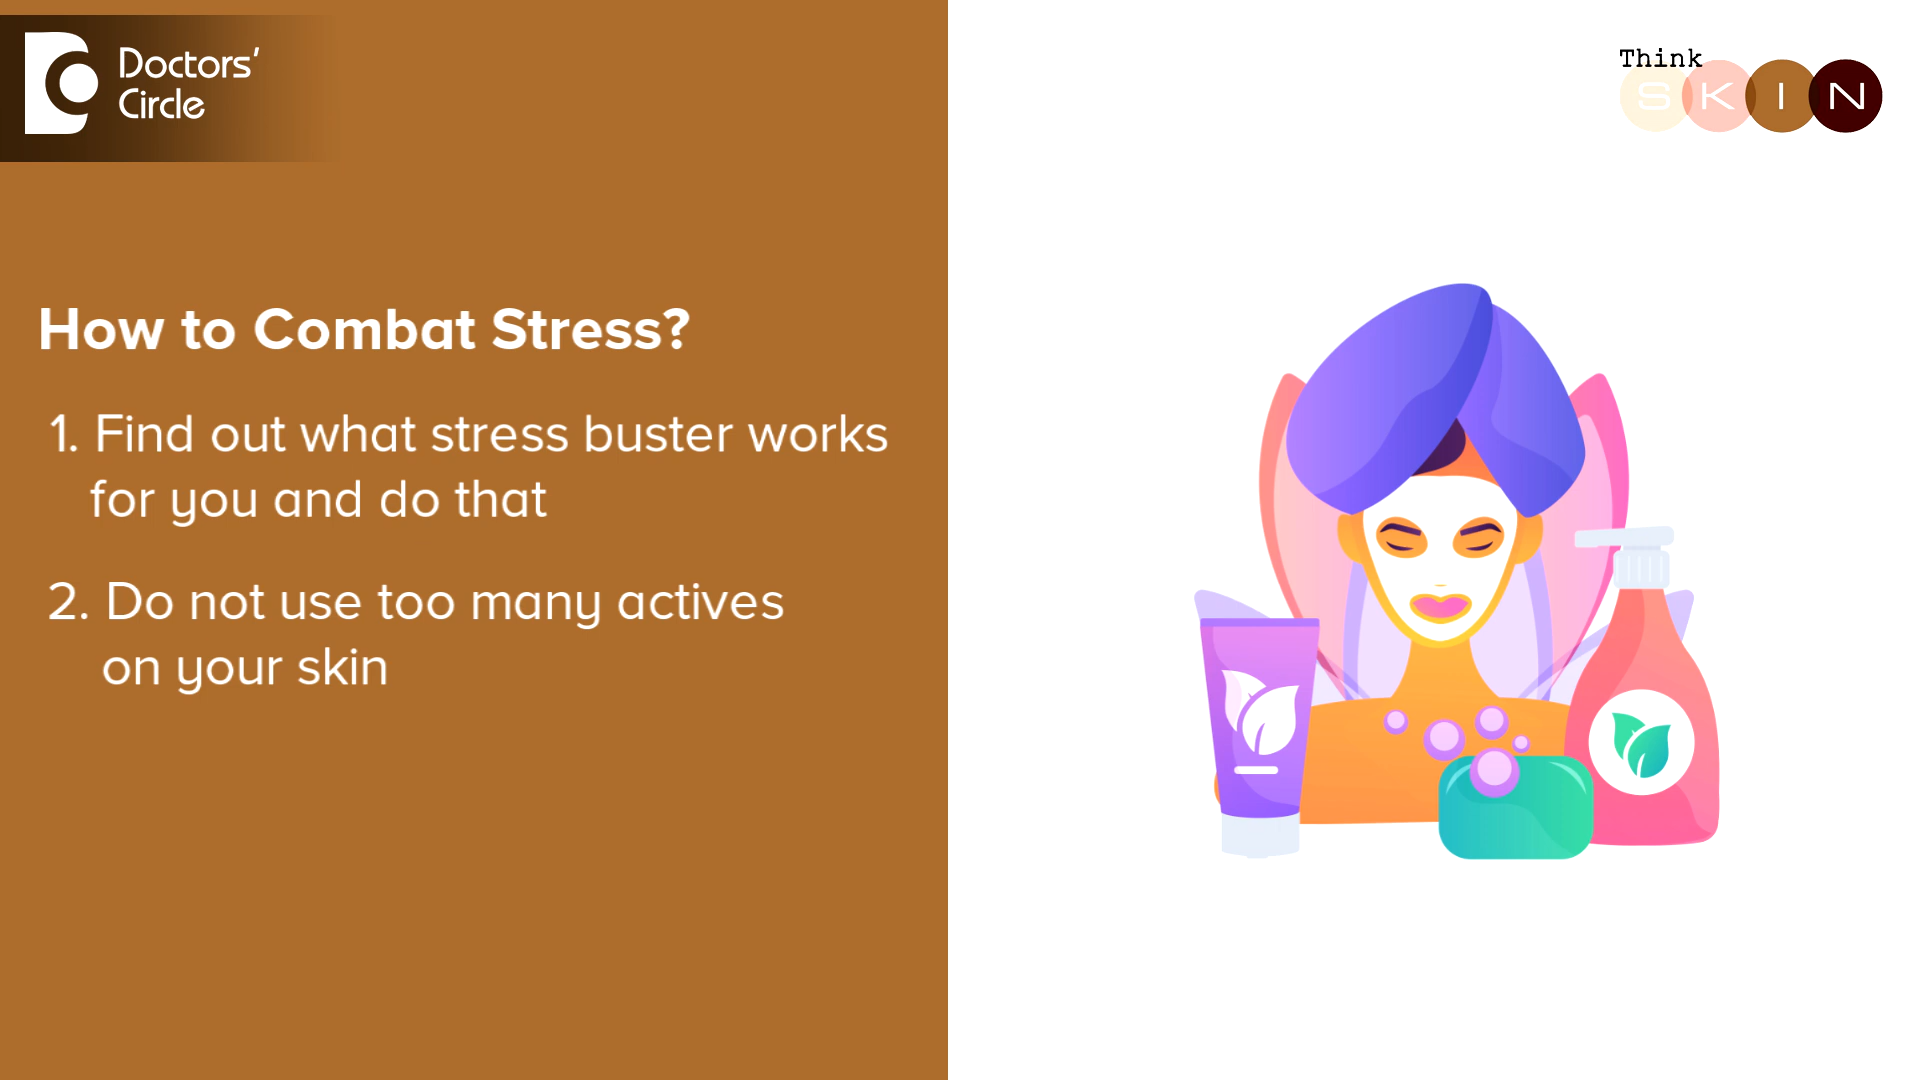 Doctors'
Circle
Think
SKIN
How to Combat Stress?
1. Find out what stress buster works
for you and do that
2. Do not use too many actives
on your skin